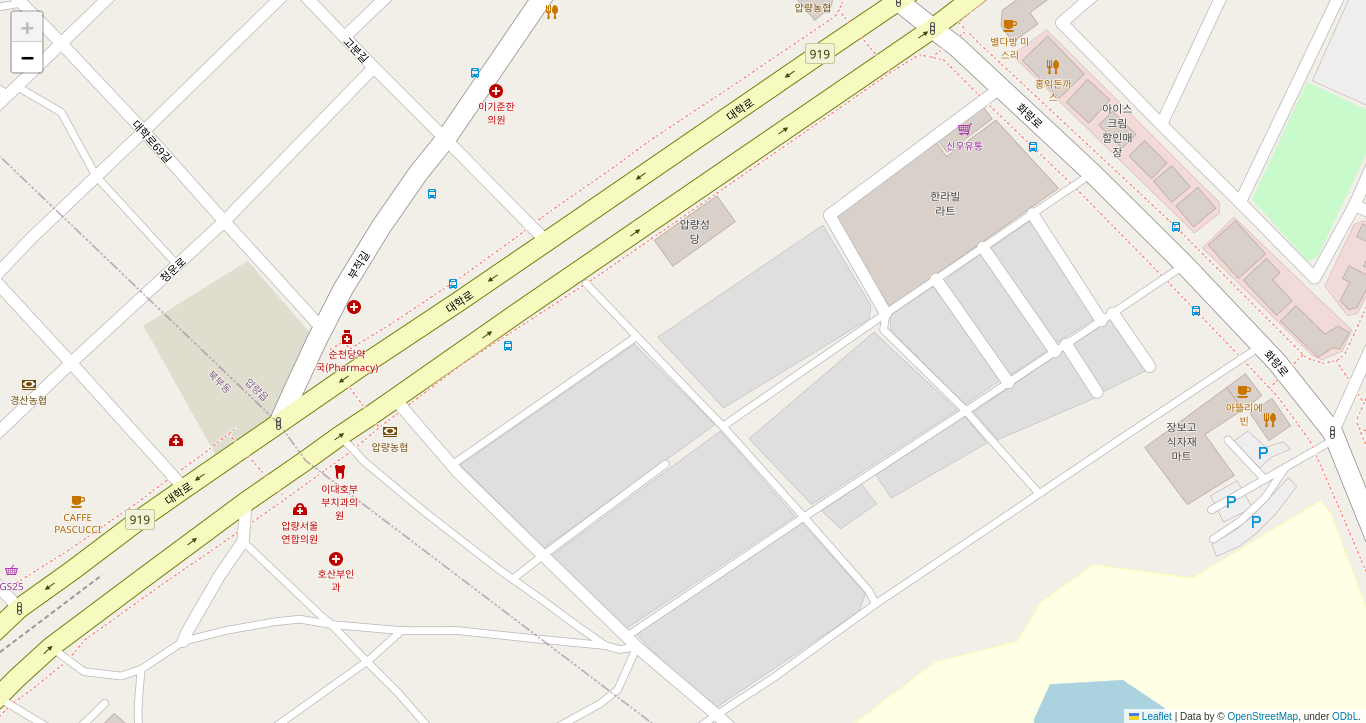 +
−
압량농협
919
고분길
이기준한
의원
대학로
별다방 미
스리
홍익돈까
스
아이스
크림
할인매
장
화랑로
대학로69길
신우유통
한라빌
라트
압량성
당
부적길
청운로
대학로
순천당약
국(Pharmacy)
북부동
압량읍
경산농협
압량농협
화랑로
아뜰리에
빈
장보고
식자재
마트
P
P
P
대학로
이대호부
부치과의
원
CAFFE
PASCUCCI
919
압량서울
연합의원
호산부인
과
GS25
Leaflet | Data by © OpenStreetMap, under ODbL.